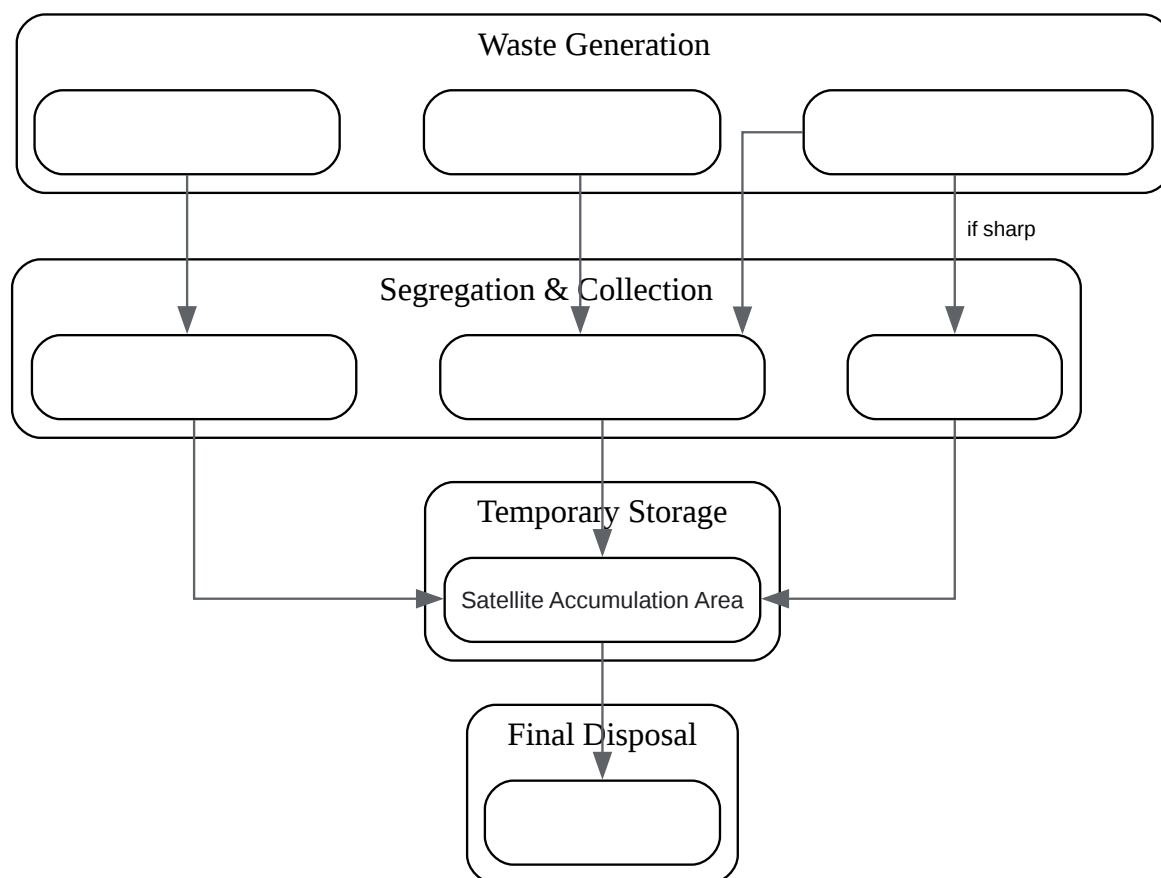 Waste Generation
if sharp
Segregation & Collection
Temporary Storage
Satellite Accumulation Area
Final Disposal